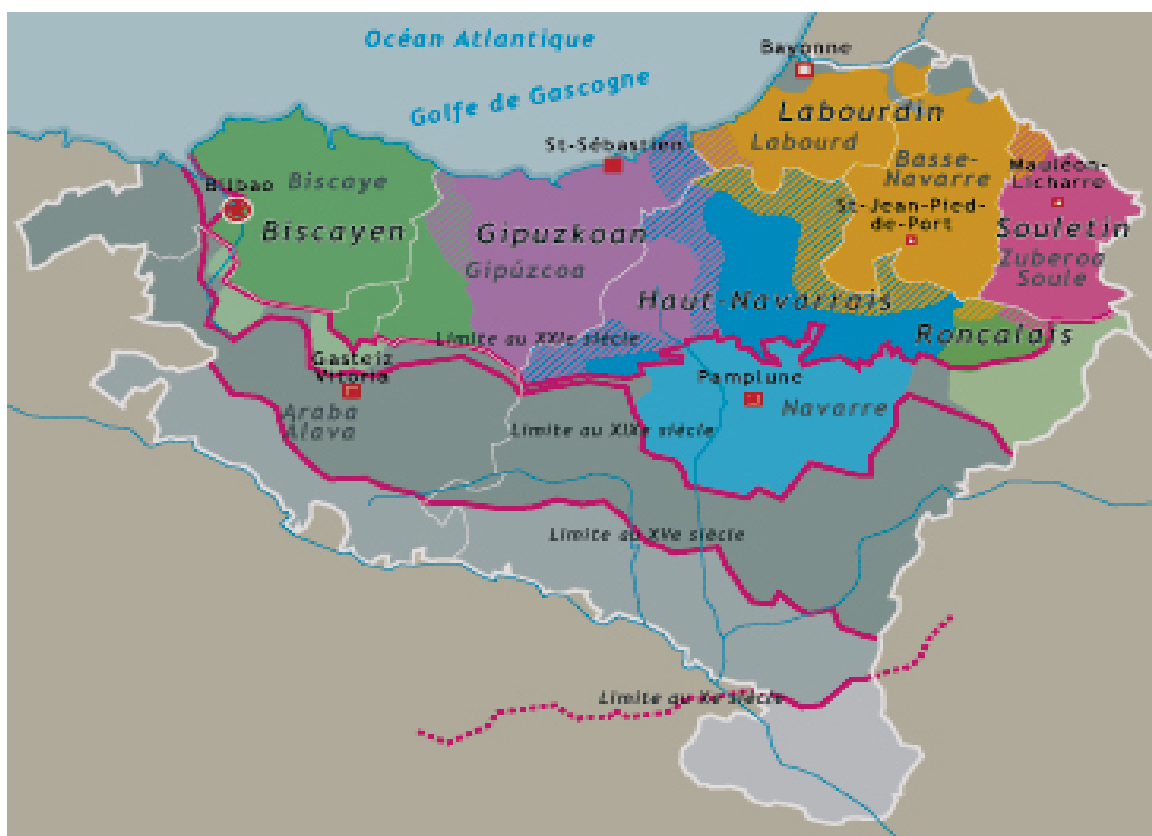 Océan Atlantique
Golfe de Gascogne
Bayonne
Labourdin
Labourd
St-Sébastien
Basse-
Navarre
Mauléon-
Licharre
Bilbao
Biscaye
Biscayen
Gipuzkoan
Gipúzcoa
St-Jean-Pied-
de-Port
Souletin
Zuberoa
Soule
Haut-Navarrais
Roncalais
Limite au XXIe siècle
Gasteiz
Vitoria
Pamplune
Navarre
Araba
Alava
Limite au XIXe siècle
Limite au XVe siècle
Limite au Xe siècle